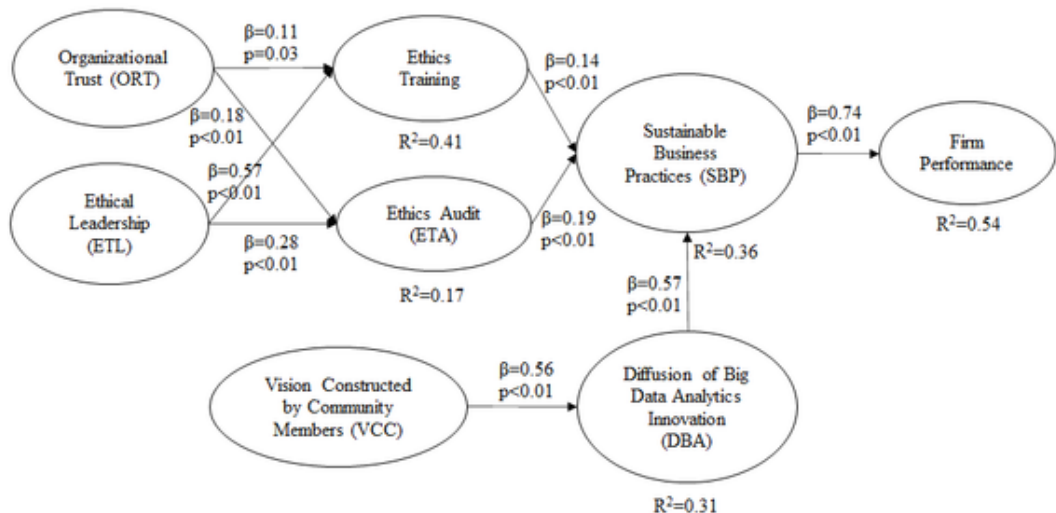 Organizational
Trust (ORT)
β=0.11
p=0.03
Ethics
Training
R²=0.41
β=0.14
p<0.01
β=0.18
p<0.01
β=0.57
p<0.01
Ethical
Leadership
(ETL)
β=0.28
p<0.01
Ethics Audit
(ETA)
R²=0.17
β=0.19
p<0.01
Sustainable
Business
Practices (SBP)
R²=0.36
β=0.74
p<0.01
Firm
Performance
R²=0.54
β=0.57
p<0.01
Vision Constructed
by Community
Members (VCC)
β=0.56
p<0.01
Diffusion of Big
Data Analytics
Innovation
(DBA)
R²=0.31